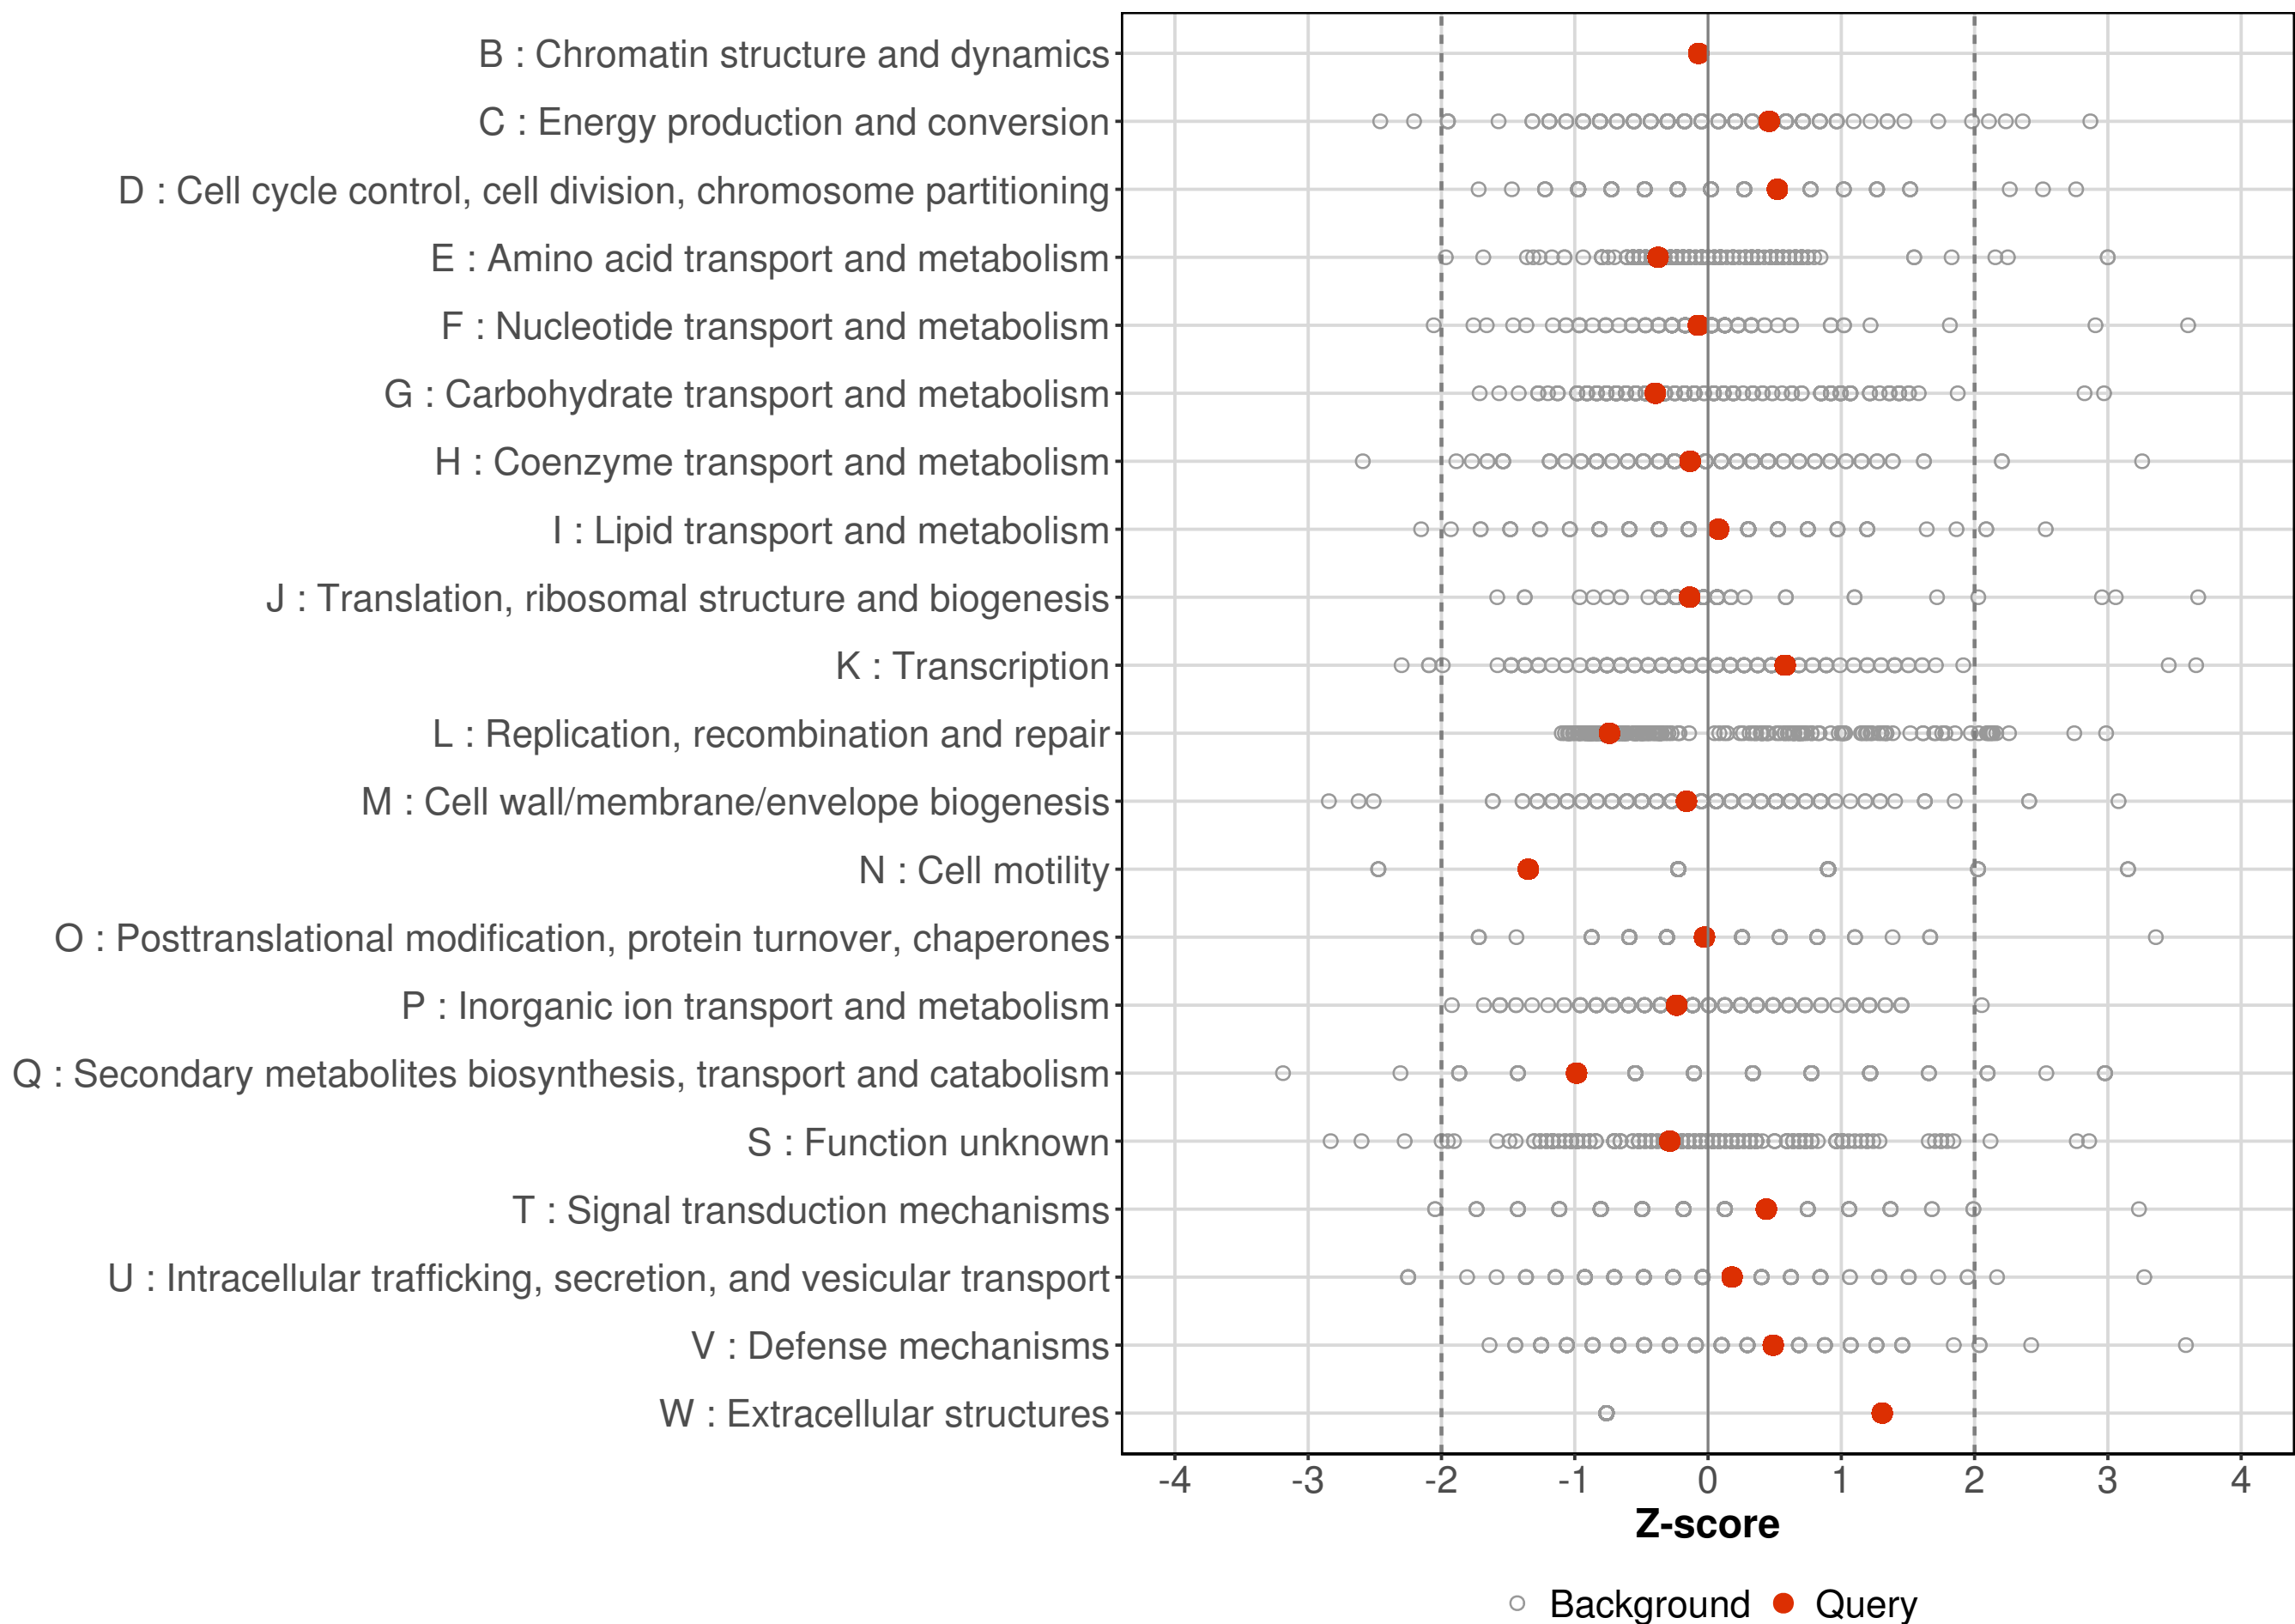 B : Chromatin structure and dynamics
C : Energy production and conversion
D : Cell cycle control, cell division, chromosome partitioning
E : Amino acid transport and metabolism
F : Nucleotide transport and metabolism
G : Carbohydrate transport and metabolism
H : Coenzyme transport and metabolism
I : Lipid transport and metabolism
J : Translation, ribosomal structure and biogenesis
K : Transcription
L : Replication, recombination and repair
M : Cell wall/membrane/envelope biogenesis
N : Cell motility
O : Posttranslational modification, protein turnover, chaperones
P : Inorganic ion transport and metabolism
Q : Secondary metabolites biosynthesis, transport and catabolism
S : Function unknown
T : Signal transduction mechanisms
U : Intracellular trafficking, secretion, and vesicular transport
V : Defense mechanisms
W : Extracellular structures
-4 -3 -2 -1 0 1 2 3 4
Z-score
Background Query